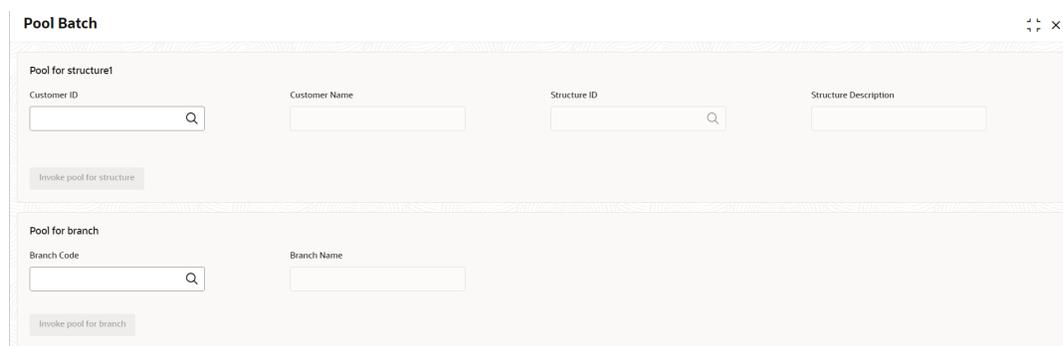 Pool Batch
Pool for structure1
Customer ID Customer Name Structure ID Structure Description
Invoke pool for structure
Pool for branch
Branch Code Branch Name
Invoke pool for branch